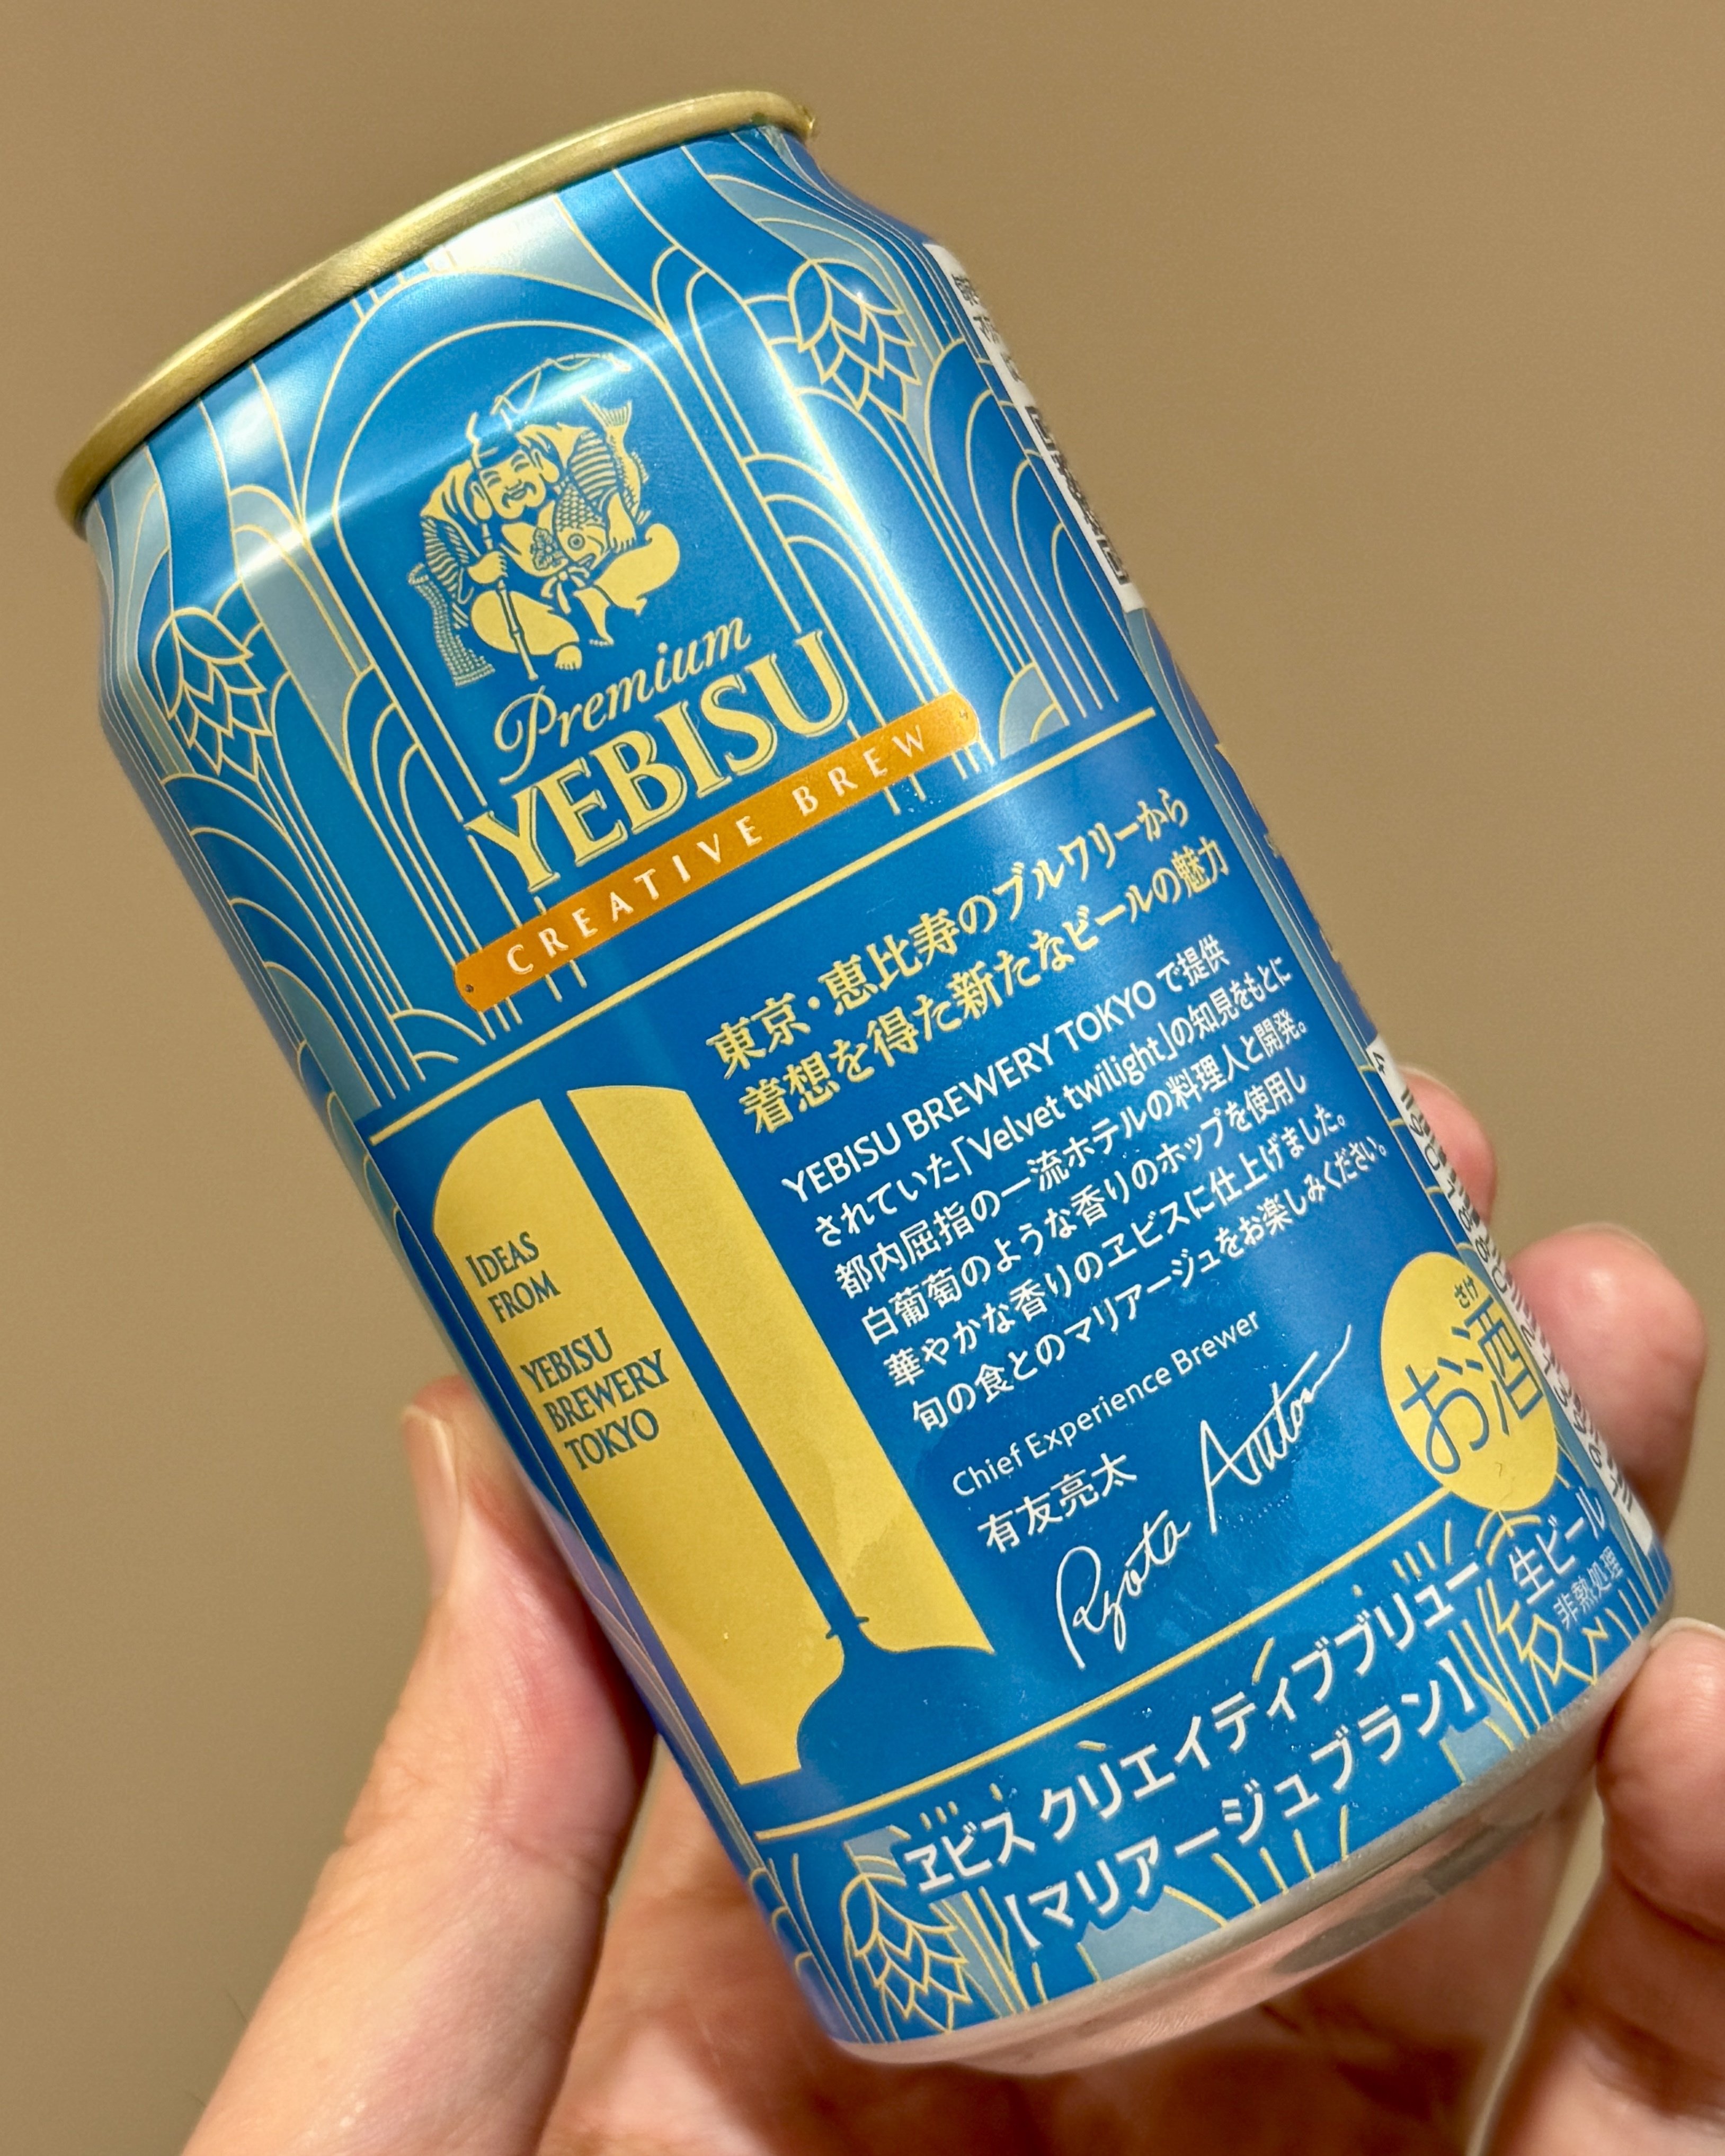 Premium
YEBISU
CREATIVE BREW
東京・恵比寿のブルワリーから
着想を得た新たなビールの魅力
YEBISU BREWERY TOKYO で提供
されていた「Velvet twilight」の知見をもとに
都内屈指の一流ホテルの料理人と開発。
白葡萄のような香りのホップを使用し
華やかな香りのヱビスに仕上げました。
旬の食とのマリアージュをお楽しみください。
Chief Experience Brewer
有友亮太
Ryota Arutomo
IDEAS
FROM
YEBISU
BREWERY
TOKYO
さけ
お酒
ヱビス クリエイティブブリュー
【マリアージュブラン】
生ビール
非熱処理